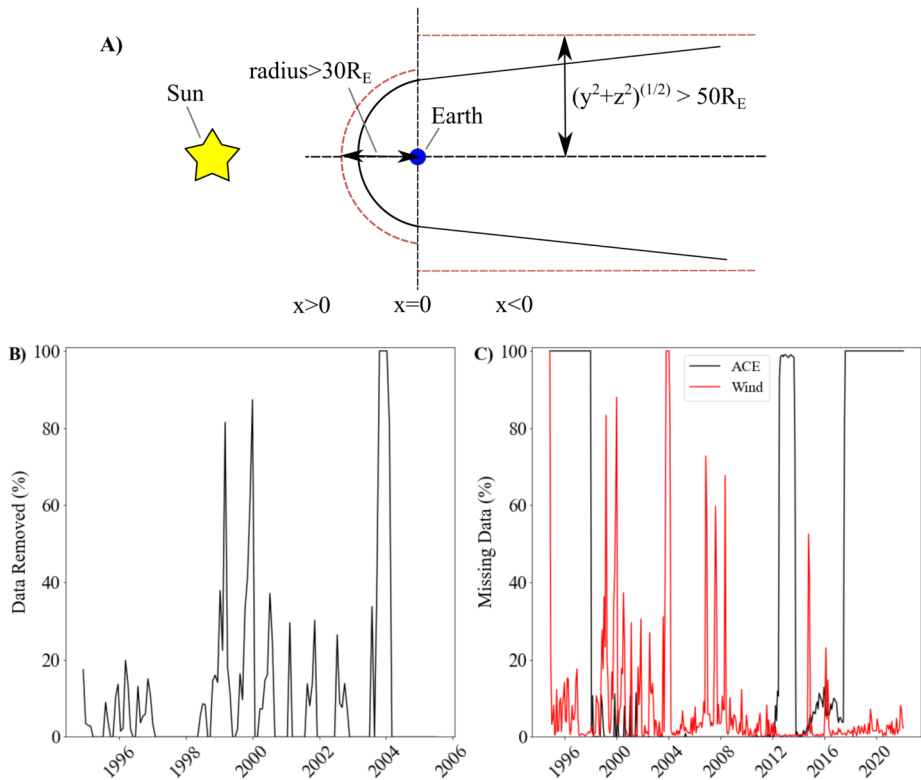 A)
radius>30R_E
Sun
Earth
(y²+z²)^(1/2) > 50R_E
x>0
x=0
x<0
B)
Data Removed (%)
100
80
60
40
20
0
1996
1998
2000
2002
2004
2006
C)
Missing Data (%)
100
80
60
40
20
0
1996
2000
2004
2008
2012
2016
2020
ACE
Wind